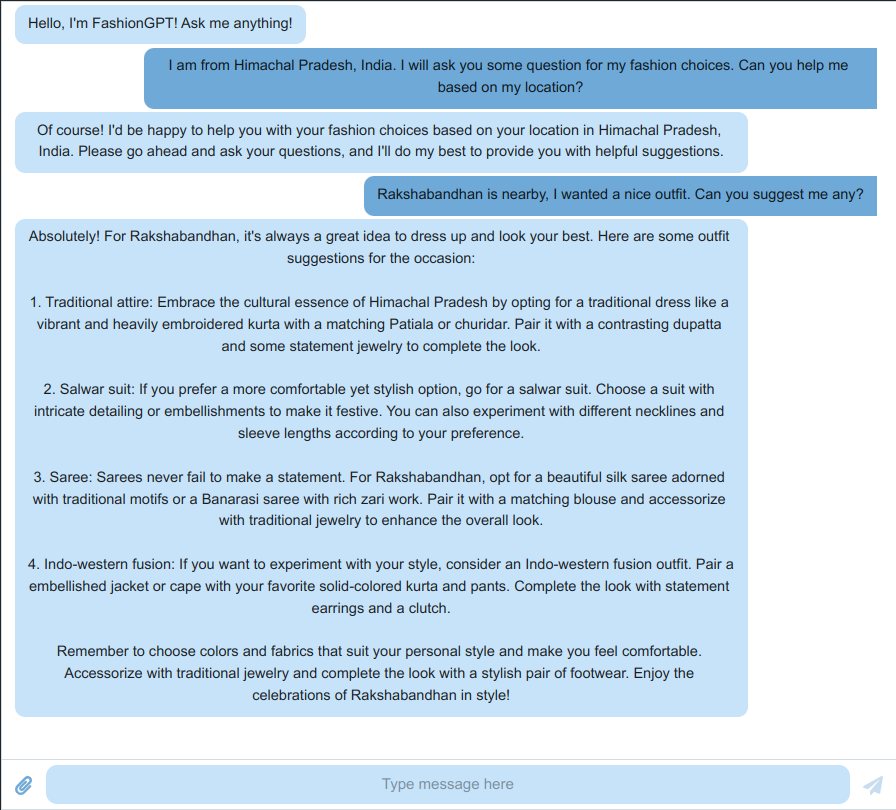 Hello, I'm FashionGPT! Ask me anything!
I am from Himachal Pradesh, India. I will ask you some question for my fashion choices. Can you help me
based on my location?
Of course! I'd be happy to help you with your fashion choices based on your location in Himachal Pradesh,
India. Please go ahead and ask your questions, and I'll do my best to provide you with helpful suggestions.
Rakshabandhan is nearby, I wanted a nice outfit. Can you suggest me any?
Absolutely! For Rakshabandhan, it's always a great idea to dress up and look your best. Here are some outfit
suggestions for the occasion:
1. Traditional attire: Embrace the cultural essence of Himachal Pradesh by opting for a traditional dress like a
vibrant and heavily embroidered kurta with a matching Patiala or churidar. Pair it with a contrasting dupatta
and some statement jewelry to complete the look.
2. Salwar suit: If you prefer a more comfortable yet stylish option, go for a salwar suit. Choose a suit with
intricate detailing or embellishments to make it festive. You can also experiment with different necklines and
sleeve lengths according to your preference.
3. Saree: Sarees never fail to make a statement. For Rakshabandhan, opt for a beautiful silk saree adorned
with traditional motifs or a Banarasi saree with rich zari work. Pair it with a matching blouse and accessorize
with traditional jewelry to enhance the overall look.
4. Indo-western fusion: If you want to experiment with your style, consider an Indo-western fusion outfit. Pair a
embellished jacket or cape with your favorite solid-colored kurta and pants. Complete the look with statement
earrings and a clutch.
Remember to choose colors and fabrics that suit your personal style and make you feel comfortable.
Accessorize with traditional jewelry and complete the look with a stylish pair of footwear. Enjoy the
celebrations of Rakshabandhan in style!
Type message here